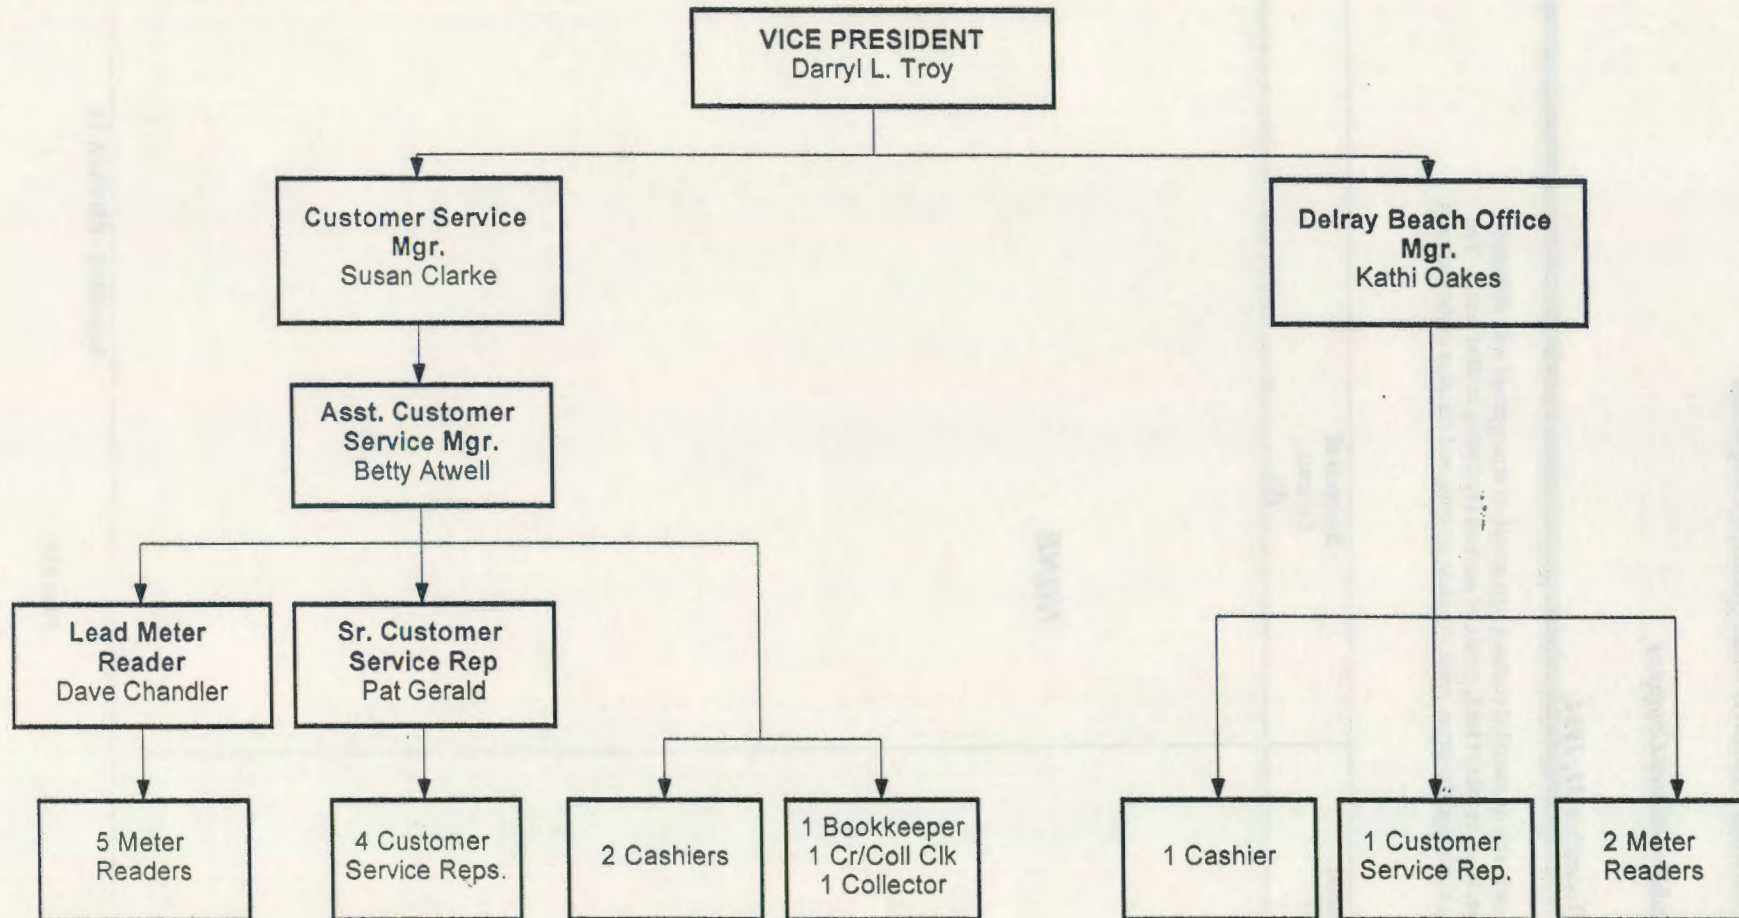 VICE PRESIDENT
Darryl L. Troy
Customer Service
Mgr.
Susan Clarke
Delray Beach Office
Mgr.
Kathi Oakes
Asst. Customer
Service Mgr.
Betty Atwell
Lead Meter
Reader
Dave Chandler
Sr. Customer
Service Rep
Pat Gerald
5 Meter
Readers
4 Customer
Service Reps.
2 Cashiers
1 Bookkeeper
1 Cr/Coll Clk
1 Collector
1 Cashier
1 Customer
Service Rep.
2 Meter
Readers
NONE